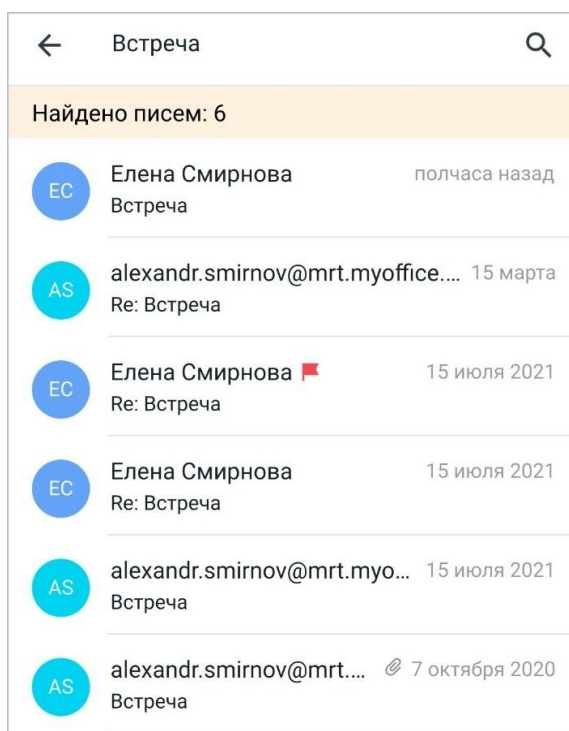 Встреча
Найдено писем: 6
ЕС Елена Смирнова полчаса назад
Встреча
AS alexandr.smirnov@mrt.myoffice.... 15 марта
Re: Встреча
ЕС Елена Смирнова 15 июля 2021
Re: Встреча
ЕС Елена Смирнова 15 июля 2021
Re: Встреча
AS alexandr.smirnov@mrt.myo... 15 июля 2021
Встреча
AS alexandr.smirnov@mrt.... 7 октября 2020
Встреча